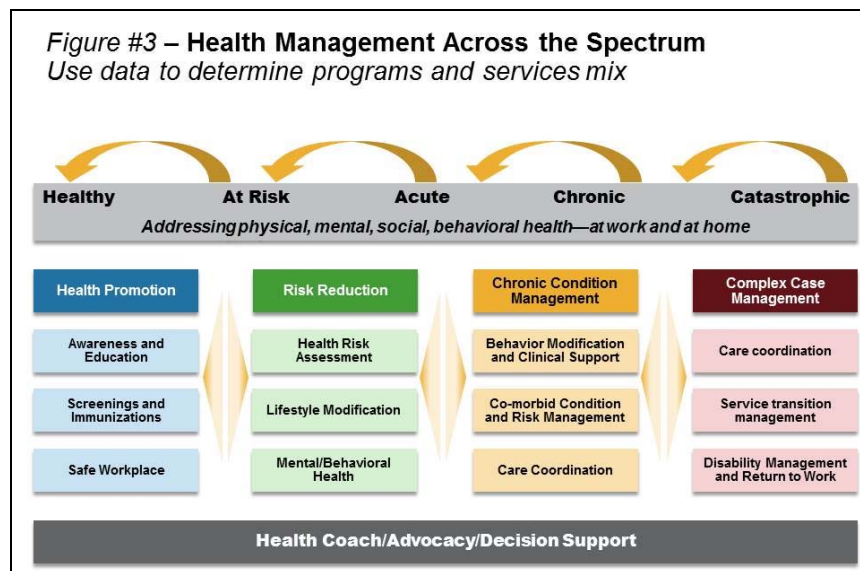 Figure #3 – Health Management Across the Spectrum
Use data to determine programs and services mix
Healthy At Risk Acute Chronic Catastrophic
Addressing physical, mental, social, behavioral health—at work and at home
Health Promotion
Awareness and
Education
Screenings and
Immunizations
Safe Workplace
Risk Reduction
Health Risk
Assessment
Lifestyle Modification
Mental/Behavioral
Health
Chronic Condition
Management
Behavior Modification
and Clinical Support
Co-morbid Condition
and Risk Management
Care Coordination
Complex Case
Management
Care coordination
Service transition
management
Disability Management
and Return to Work
Health Coach/Advocacy/Decision Support